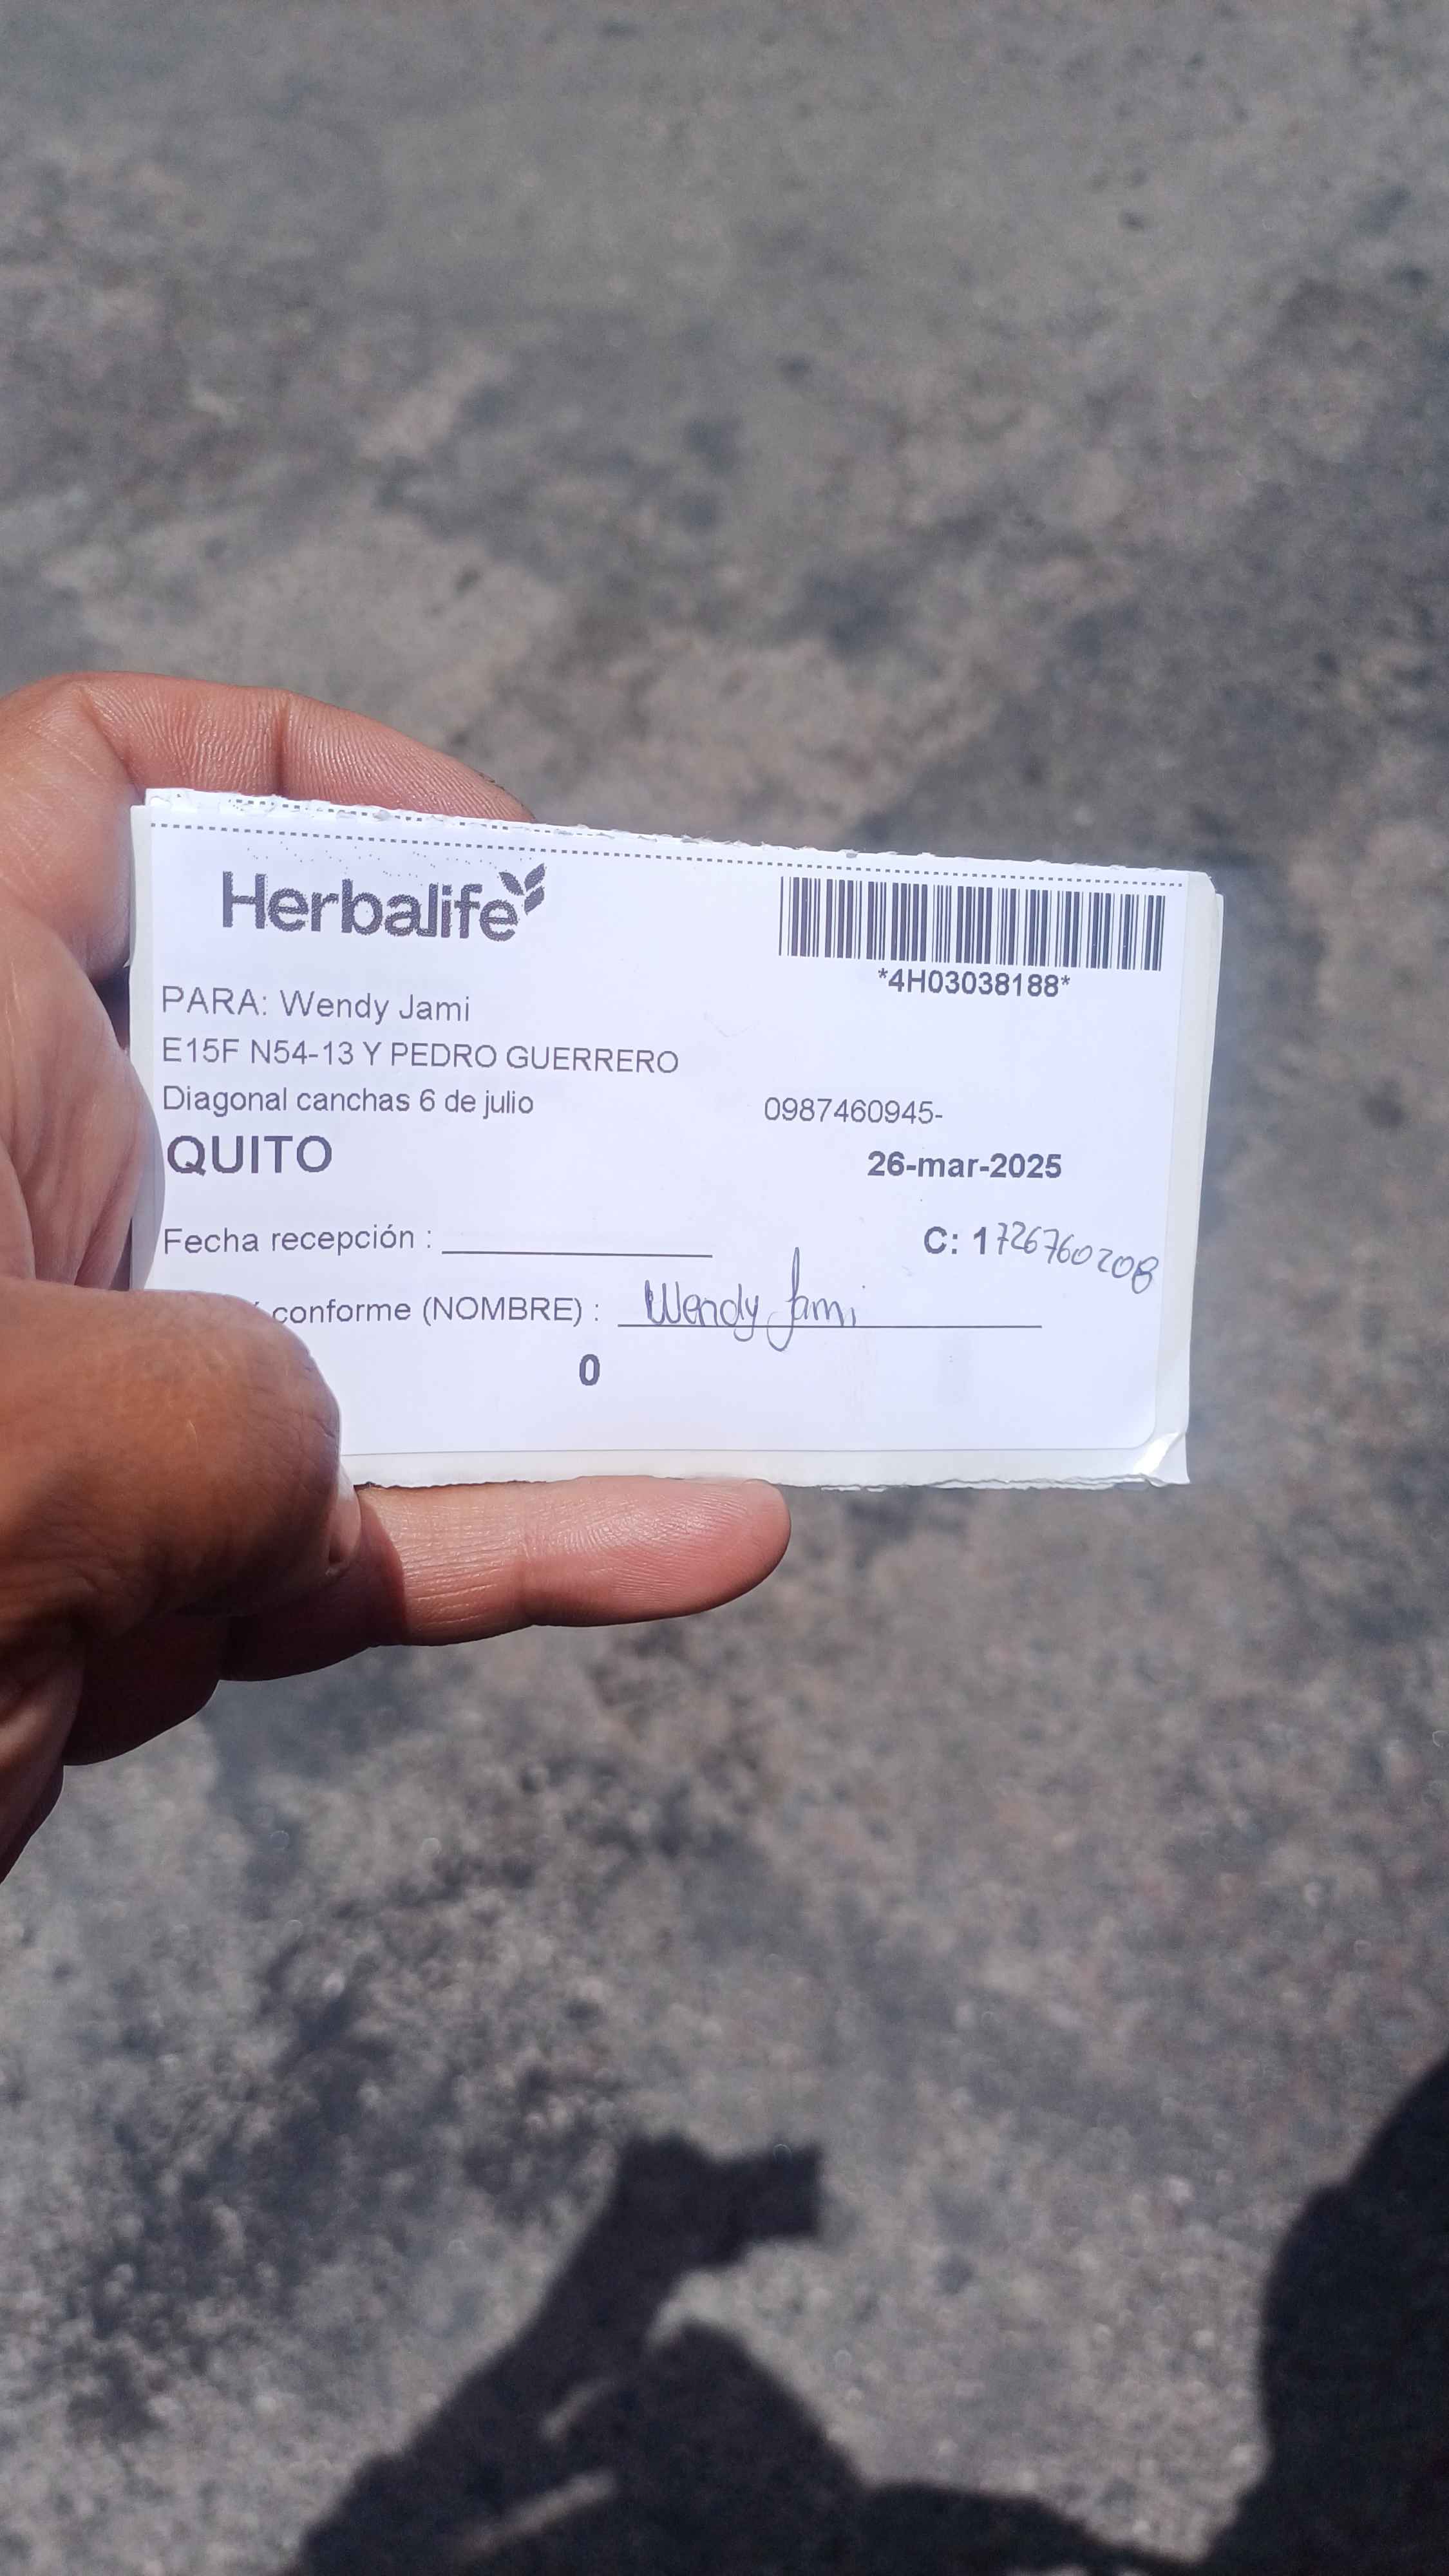 Herbalife
*4H03038188*
PARA: Wendy Jami
E15F N54-13 Y PEDRO GUERRERO
Diagonal canchas 6 de julio 0987460945-
QUITO 26-mar-2025
Fecha recepción : C: 1726760208
conforme (NOMBRE) : Wendy Jami
0